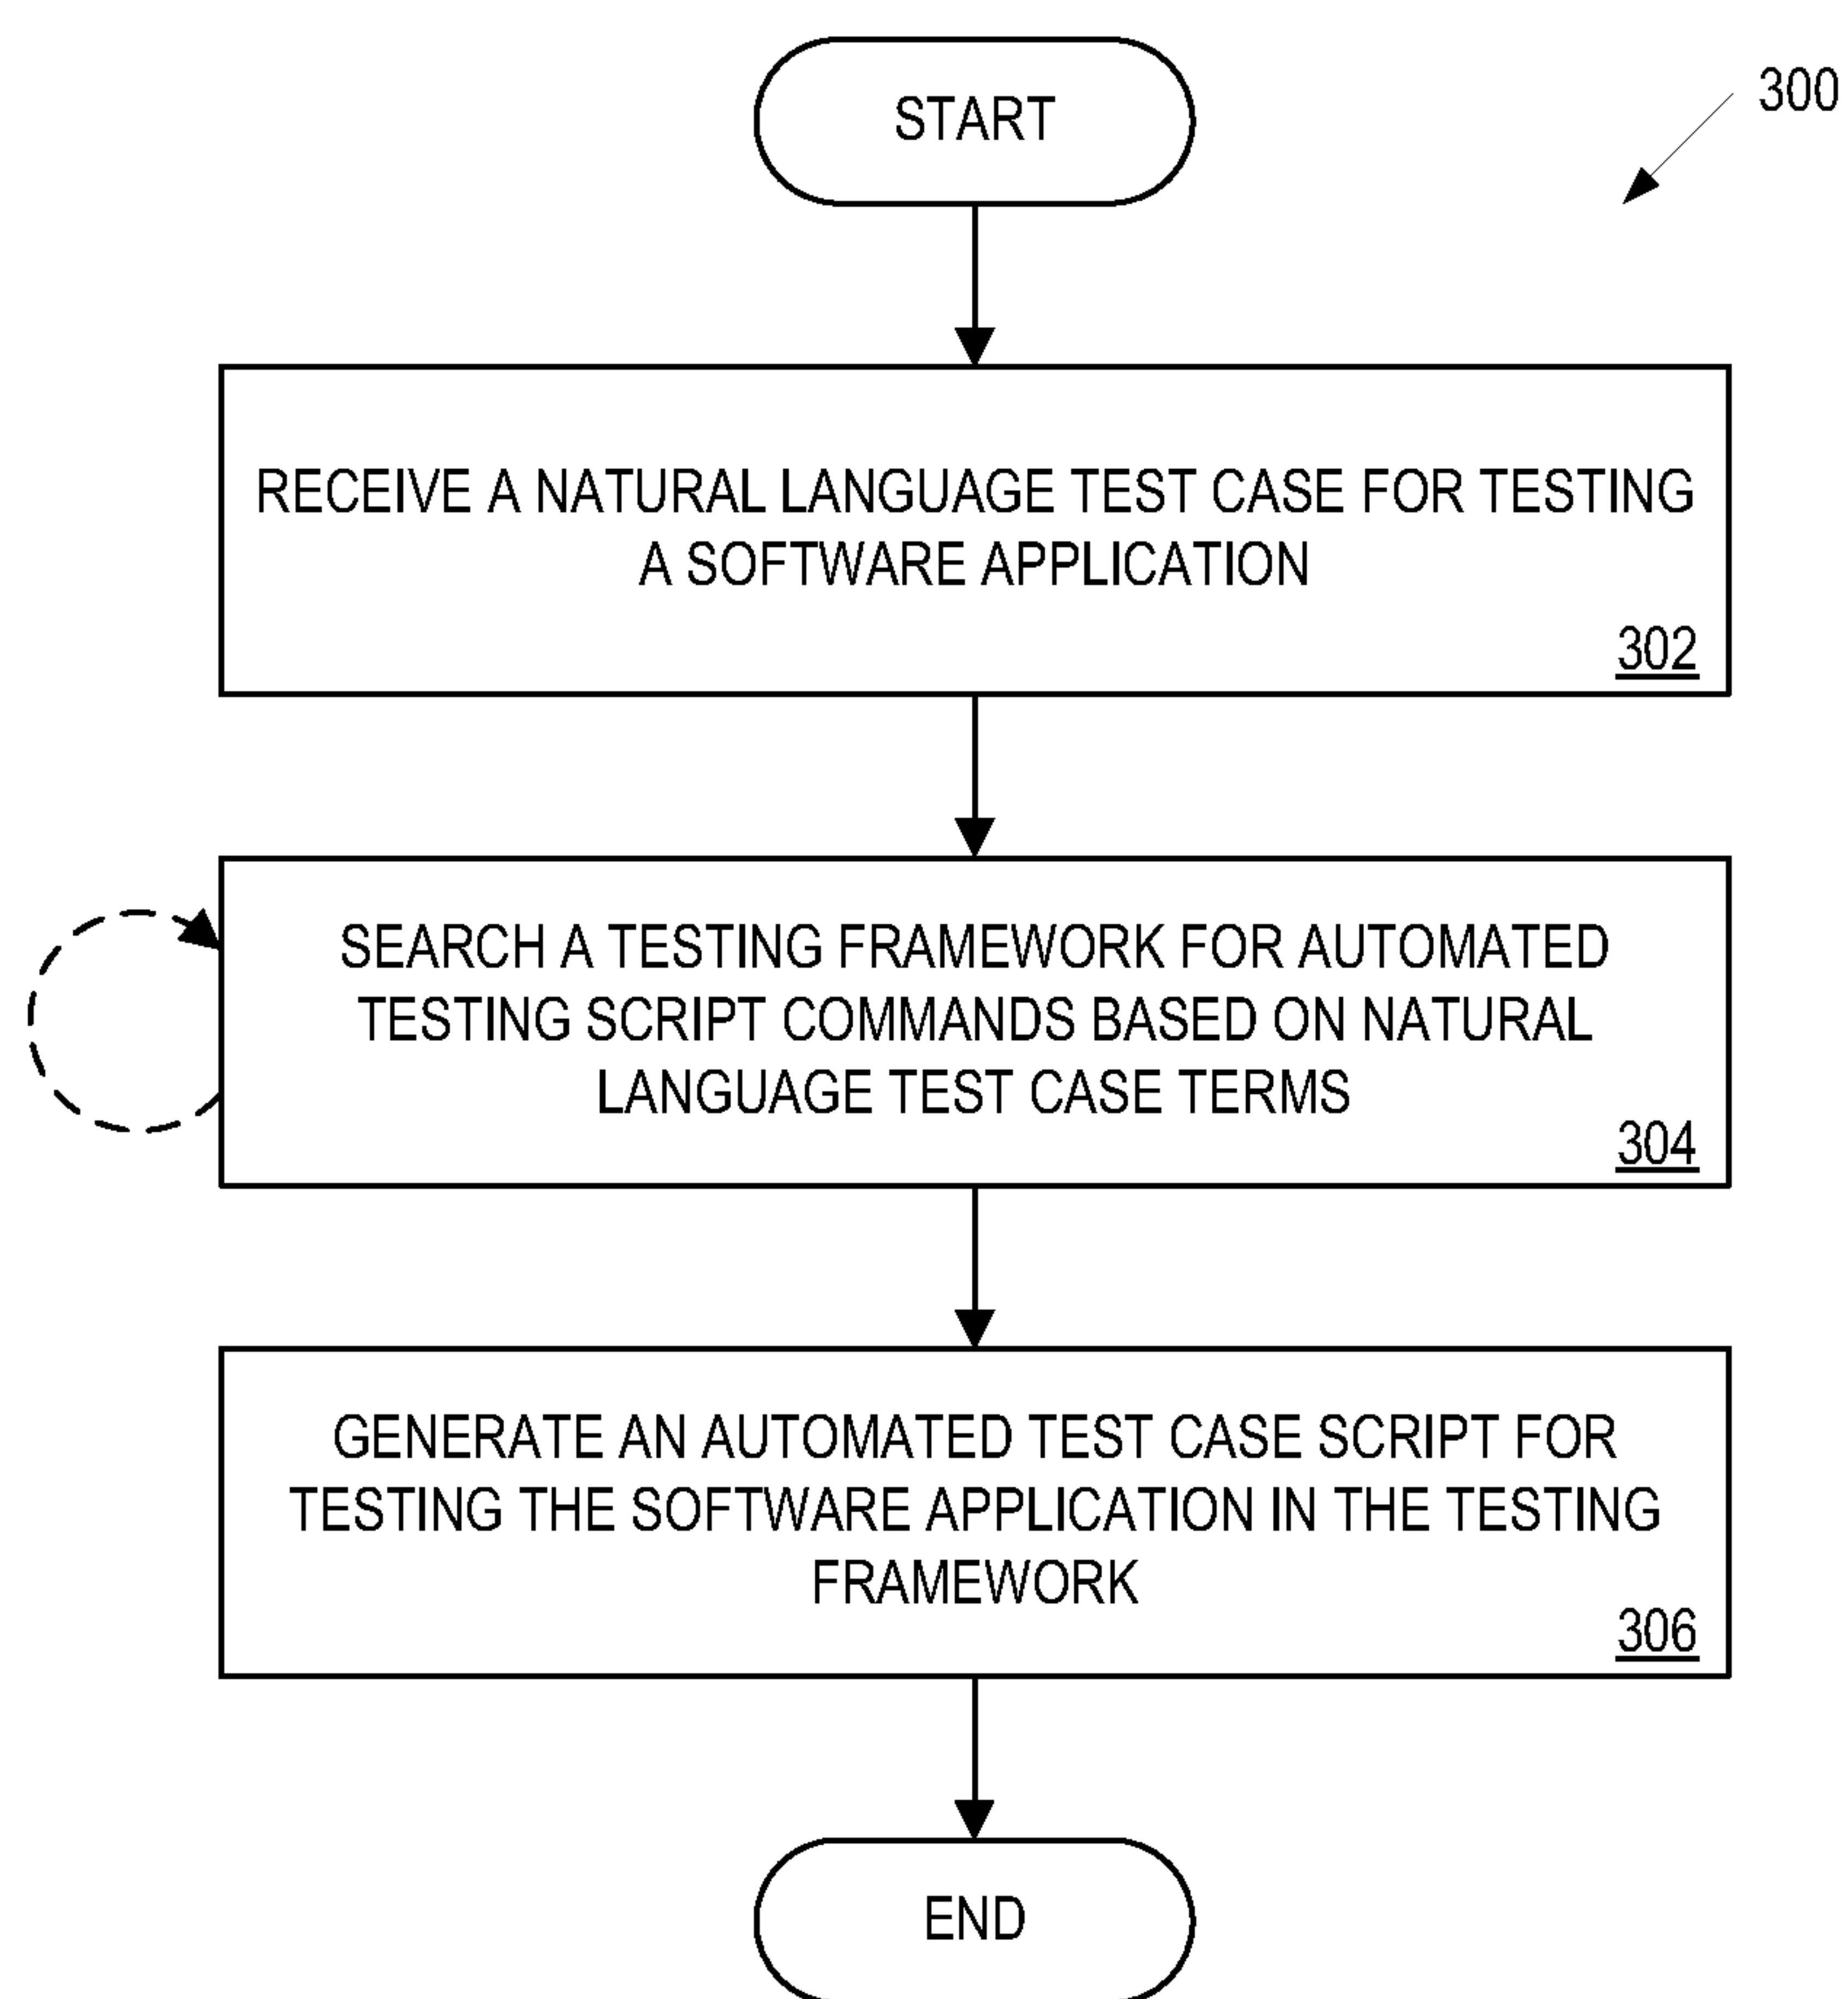 START
300
RECEIVE A NATURAL LANGUAGE TEST CASE FOR TESTING
A SOFTWARE APPLICATION
302
SEARCH A TESTING FRAMEWORK FOR AUTOMATED
TESTING SCRIPT COMMANDS BASED ON NATURAL
LANGUAGE TEST CASE TERMS
304
GENERATE AN AUTOMATED TEST CASE SCRIPT FOR
TESTING THE SOFTWARE APPLICATION IN THE TESTING
FRAMEWORK
306
END